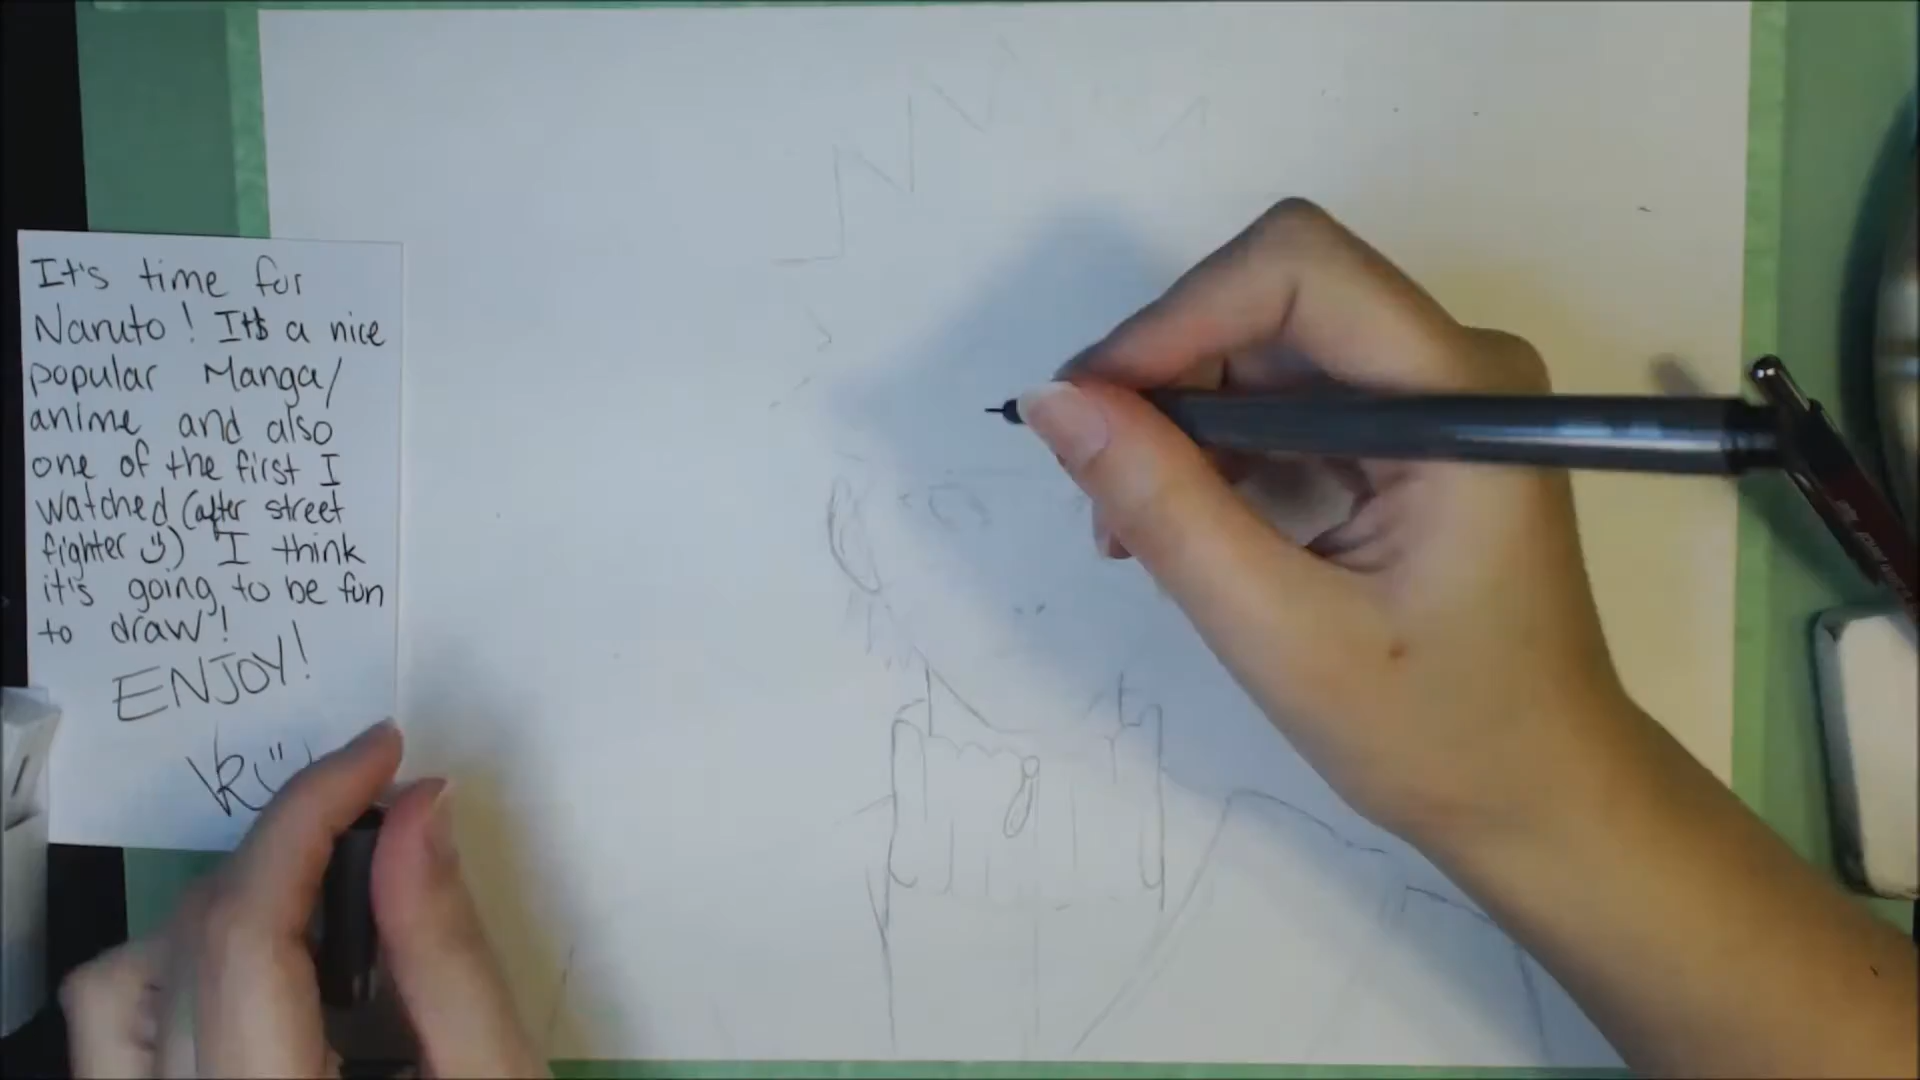 It's time for
Naruto! It's a nice
popular Manga/
anime and also
one of the first I
watched (after street
fighter ü) I think
it's going to be fun
to draw!
ENJOY!